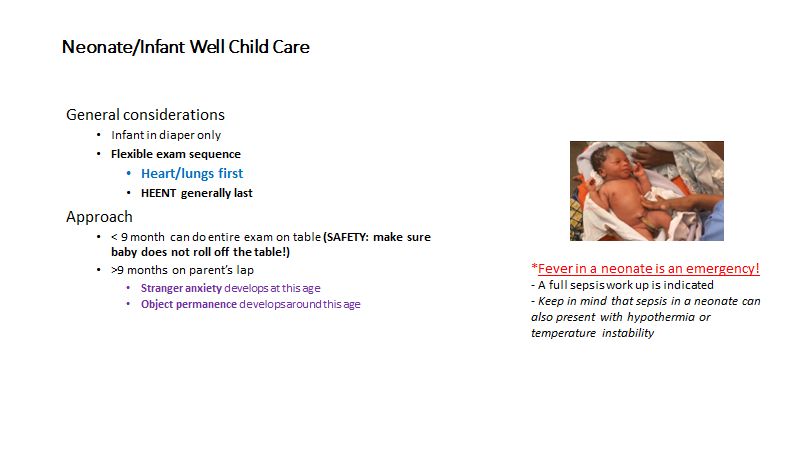 Neonate/Infant Well Child Care
General considerations
• Infant in diaper only
• Flexible exam sequence
• Heart/lungs first
• HEENT generally last
Approach
• < 9 month can do entire exam on table (SAFETY: make sure
baby does not roll off the table!)
• >9 months on parent's lap
• Stranger anxiety develops at this age
• Object permanence develops around this age
*Fever in a neonate is an emergency!
- A full sepsis work up is indicated
- Keep in mind that sepsis in a neonate can
also present with hypothermia or
temperature instability